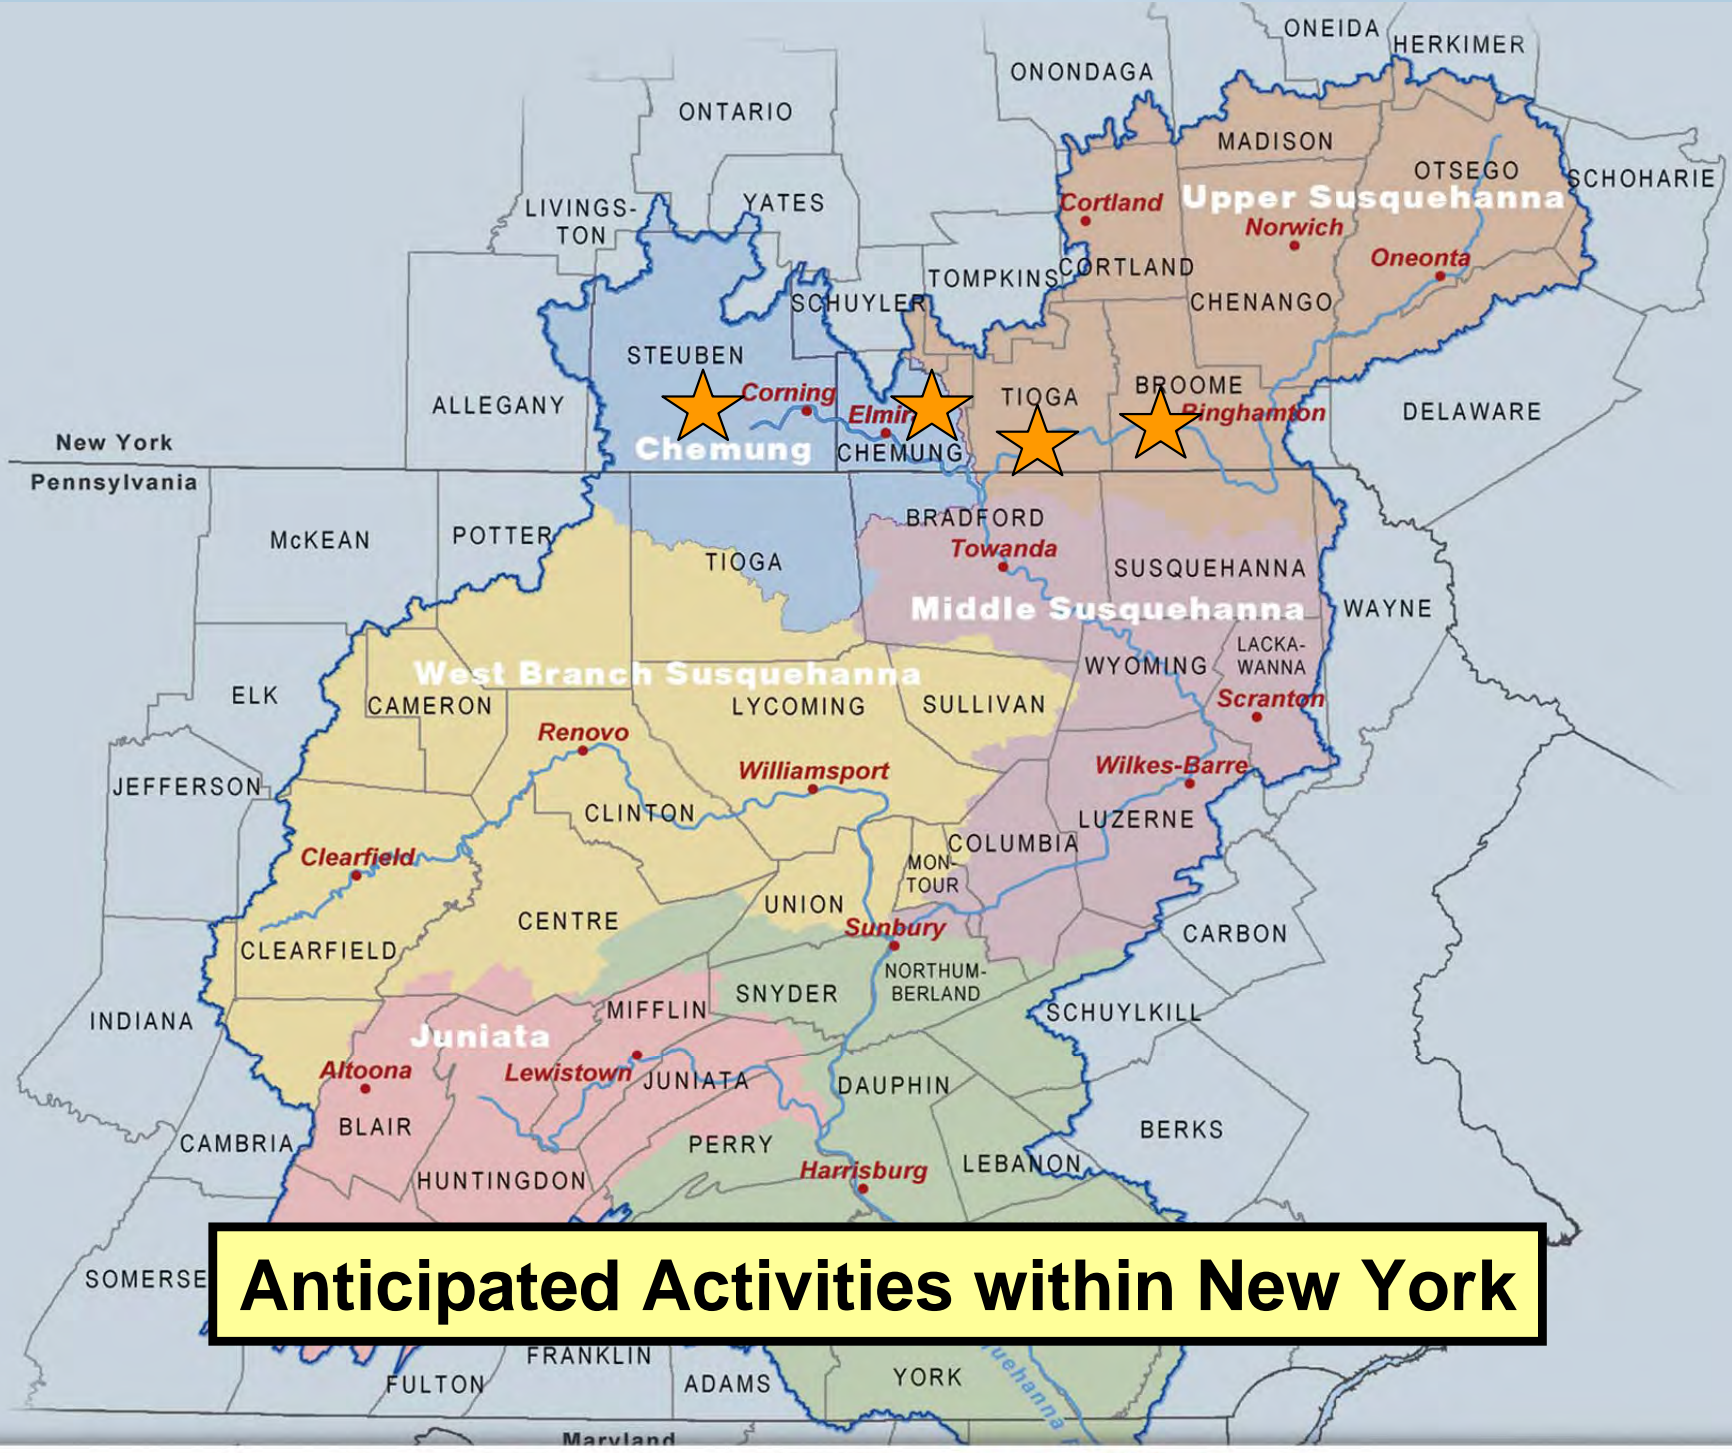 ONEIDA
HERKIMER
ONONDAGA
ONTARIO
MADISON
OTSEGO
SCHOHARIE
YATES
LIVINGS-
TON
Cortland
Upper Susquehanna
Norwich
Oneonta
TOMPKINS
CORTLAND
SCHUYLER
CHENANGO
STEUBEN
Corning
TIOGA
BROOME
ALLEGANY
Elmir
Binghamton
DELAWARE
New York
Chemung
CHEMUNG
Pennsylvania
McKEAN
POTTER
BRADFORD
Towanda
TIOGA
SUSQUEHANNA
Middle Susquehanna
WAYNE
LACKA-
WANNA
WYOMING
West Branch Susquehanna
ELK
CAMERON
LYCOMING
SULLIVAN
Scranton
Renovo
Williamsport
Wilkes-Barre
JEFFERSON
CLINTON
LUZERNE
COLUMBIA
Clearfield
MON-
TOUR
UNION
CENTRE
Sunbury
CARBON
CLEARFIELD
NORTHUM-
BERLAND
SNYDER
MIFFLIN
SCHUYLKILL
INDIANA
Juniata
Altoona
Lewistown
JUNIATA
DAUPHIN
BLAIR
BERKS
CAMBRIA
PERRY
Harrisburg
LEBANON
HUNTINGDON
SOMERSE
Anticipated Activities within New York
FRANKLIN
FULTON
ADAMS
YORK
quehanna
Maryland